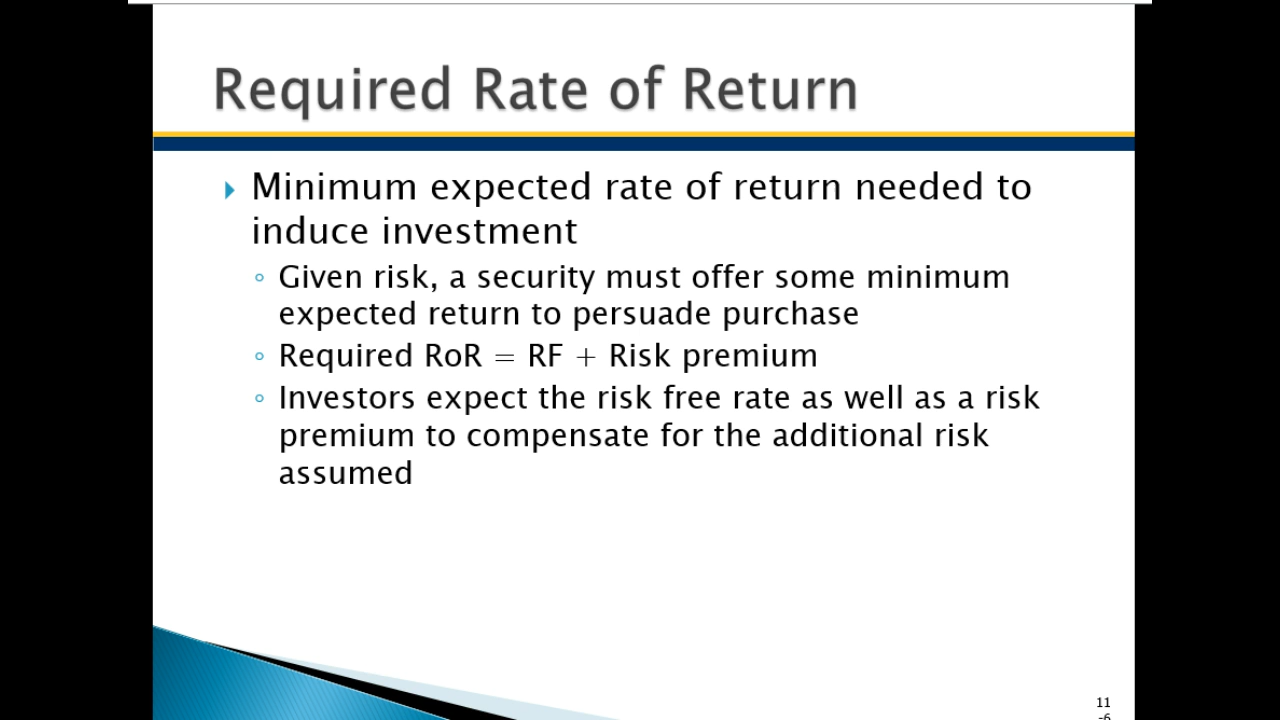 Required Rate of Return
Minimum expected rate of return needed to
induce investment
Given risk, a security must offer some minimum
expected return to persuade purchase
Required RoR = RF + Risk premium
Investors expect the risk free rate as well as a risk
premium to compensate for the additional risk
assumed
11
-6